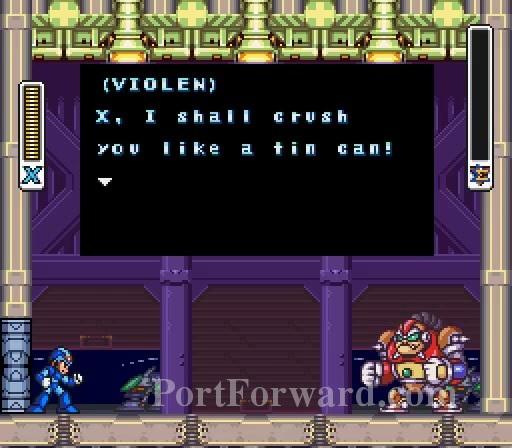 (VIOLEN)
X, I shall crush
you like a tin can!
X
PortForward.com